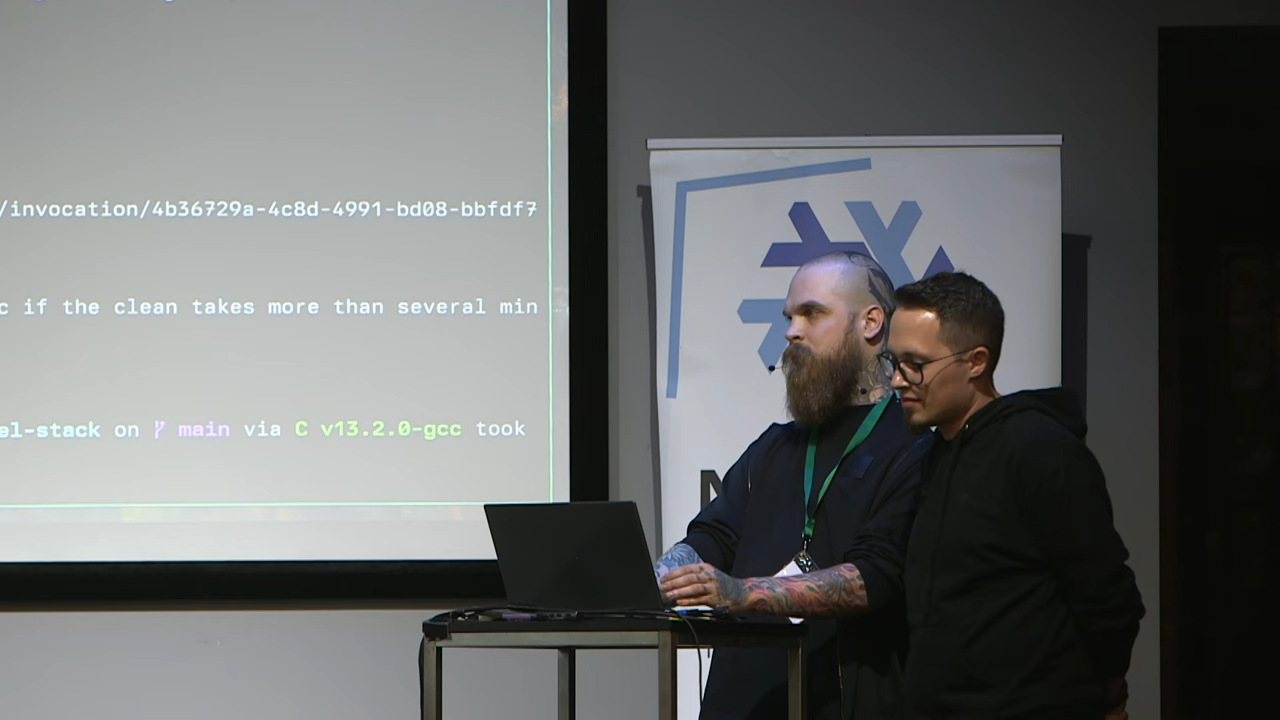 /invocation/4b36729a-4c8d-4991-bd08-bbfdf7
c if the clean takes more than several min
el-stack on main via C v13.2.0-gcc took
N